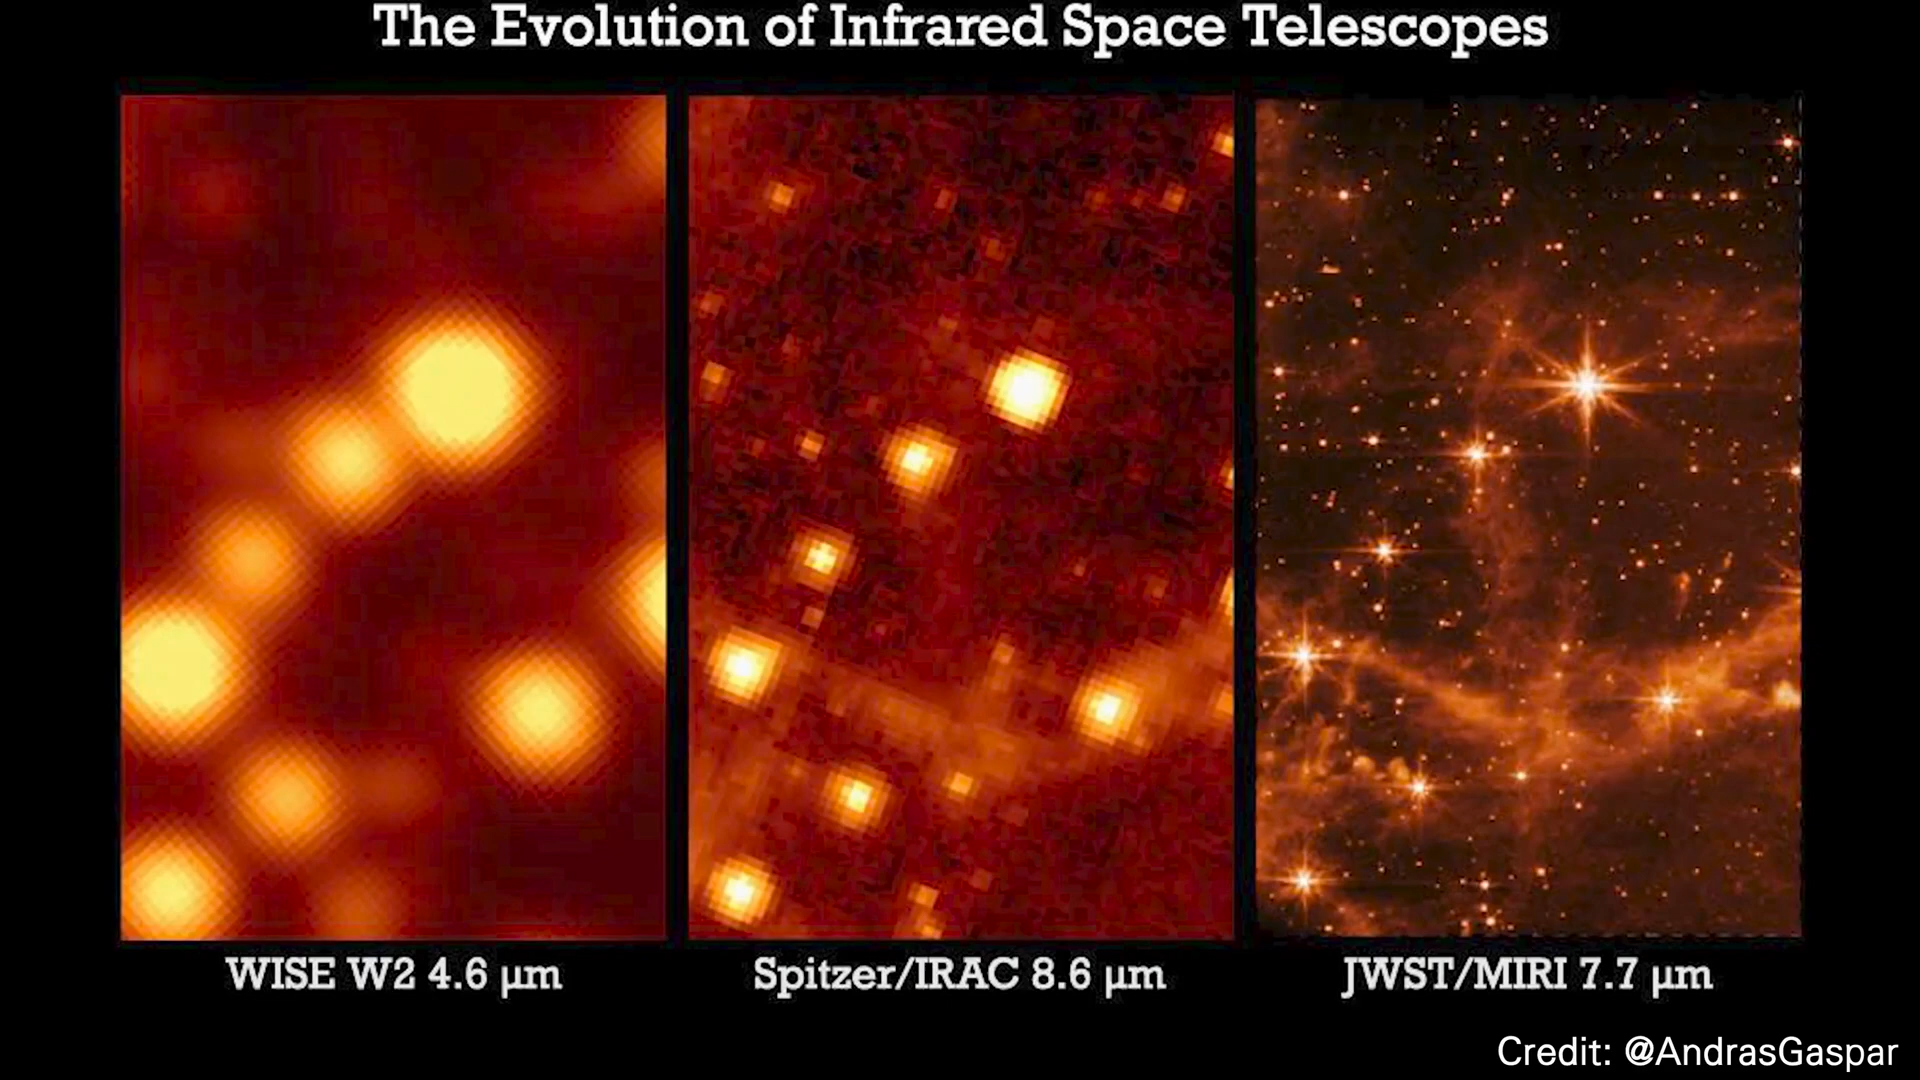 The Evolution of Infrared Space Telescopes
WISE W2 4.6 µm
Spitzer/IRAC 8.6 µm
JWST/MIRI 7.7 µm
Credit: @AndrasGaspar